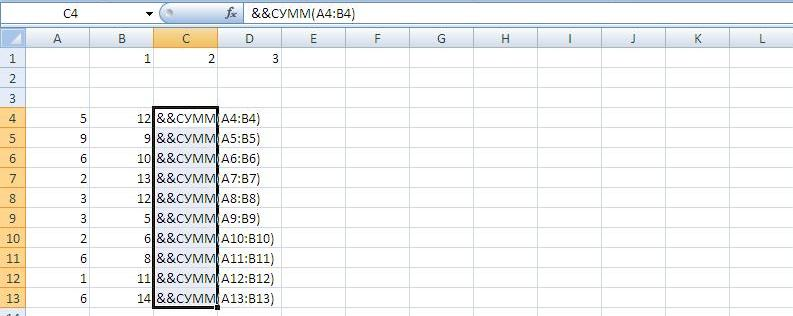 C4 fx &&СУММ(A4:B4)
A B C D E F G H I J K L
1 1 2 3
2
3
4 5 12 &&СУММ(A4:B4)
5 9 9 &&СУММ(A5:B5)
6 6 10 &&СУММ(A6:B6)
7 2 13 &&СУММ(A7:B7)
8 3 12 &&СУММ(A8:B8)
9 3 5 &&СУММ(A9:B9)
10 2 6 &&СУММ(A10:B10)
11 6 8 &&СУММ(A11:B11)
12 1 11 &&СУММ(A12:B12)
13 6 14 &&СУММ(A13:B13)